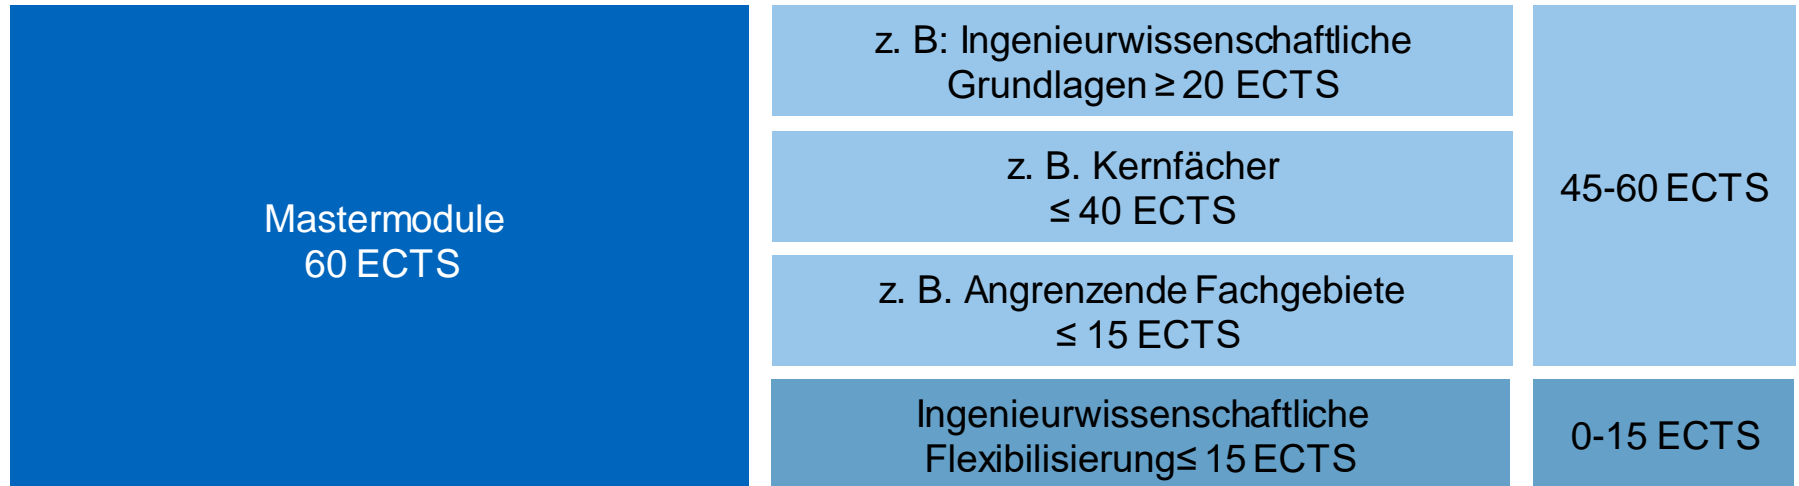 Mastermodule
60 ECTS
z. B: Ingenieurwissenschaftliche
Grundlagen ≥ 20 ECTS
z. B. Kernfächer
≤ 40 ECTS
z. B. Angrenzende Fachgebiete
≤ 15 ECTS
45-60 ECTS
Ingenieurwissenschaftliche
Flexibilisierung≤ 15 ECTS
0-15 ECTS